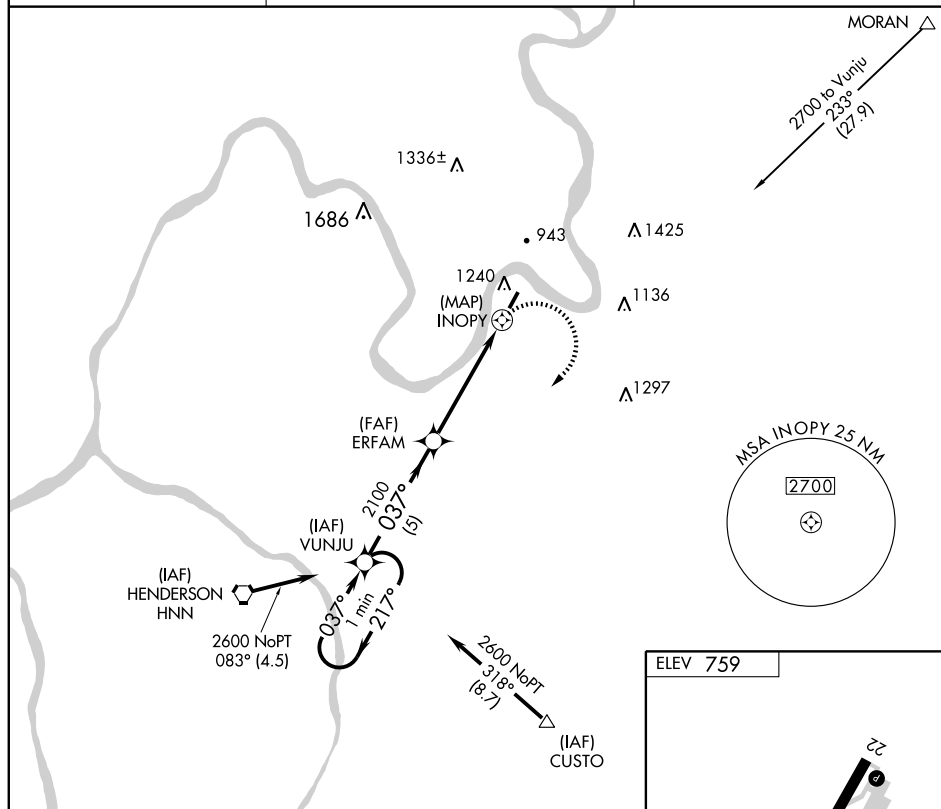 MORAN
2700 to Vunju
233°
(27.9)
1336±
1686
943
1425
1240
(MAP)
INOPY
1136
1297
(FAF)
ERFAM
MSA INOPY 25 NM
2700
2100
037°
(5)
(IAF)
VUNJU
(IAF)
HENDERSON
HNN
2600 NoPT
083° (4.5)
037°
1 min
217°
2600 NoPT
318°
(8.7)
(IAF)
CUSTO
ELEV 759
22
P